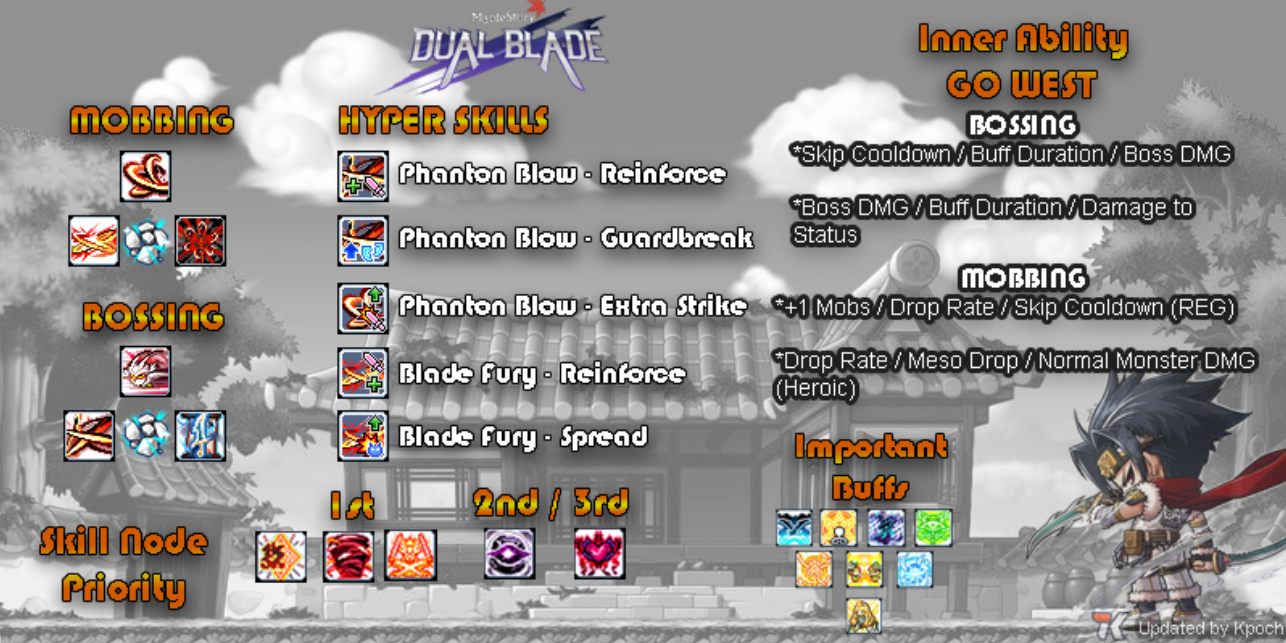 MapleStory
DUAL BLADE
MOBBING
BOSSING
HYPER SKILLS
Phanton Blow - Reinforce
Phanton Blow - Guardbreak
Phanton Blow - Extra Strike
Blade Fury - Reinforce
Blade Fury - Spread
Inner Ability
GO WEST
BOSSING
*Skip Cooldown / Buff Duration / Boss DMG
*Boss DMG / Buff Duration / Damage to
Status
MOBBING
*+1 Mobs / Drop Rate / Skip Cooldown (REG)
*Drop Rate / Meso Drop / Normal Monster DMG
(Heroic)
Important
Buffs
Skill Node
Priority
1st
2nd / 3rd
TK
Updated by Kpoch